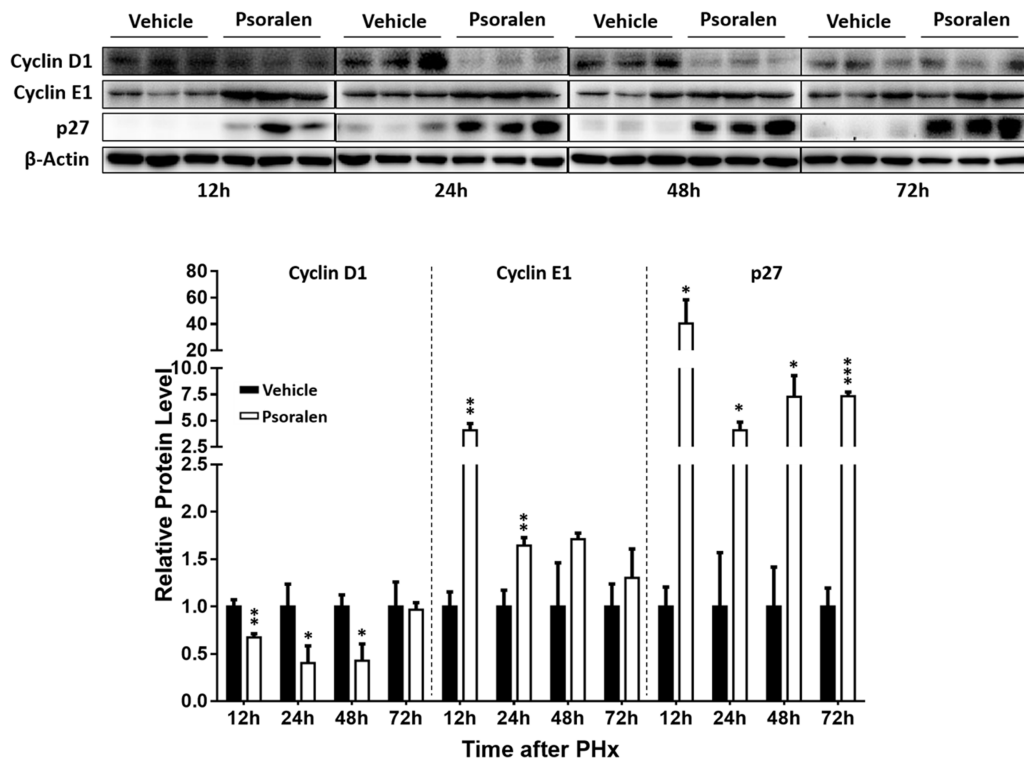 Vehicle Psoralen Vehicle Psoralen Vehicle Psoralen Vehicle Psoralen
Cyclin D1
Cyclin E1
p27
β-Actin
12h 24h 48h 72h
Cyclin D1 Cyclin E1 p27
80
60
40
20
10.0
7.5
5.0
2.5
2.5
2.0
1.5
1.0
0.5
0.0
Relative Protein Level
Vehicle
Psoralen
** * * ** ** * * * ***
12h 24h 48h 72h 12h 24h 48h 72h 12h 24h 48h 72h
Time after PHx